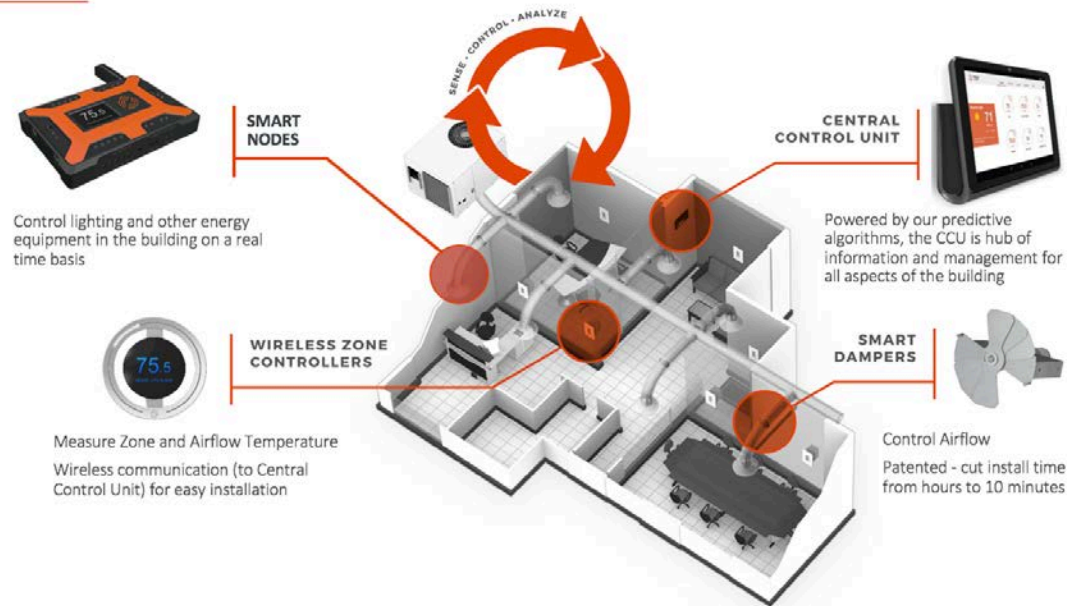 SENSE - CONTROL - ANALYZE
75.5
SMART
NODES
Control lighting and other energy
equipment in the building on a real
time basis
CENTRAL
CONTROL UNIT
71
Powered by our predictive
algorithms, the CCU is hub of
information and management for
all aspects of the building
75.5
WIRELESS ZONE
CONTROLLERS
Measure Zone and Airflow Temperature
Wireless communication (to Central
Control Unit) for easy installation
SMART
DAMPERS
Control Airflow
Patented - cut install time
from hours to 10 minutes